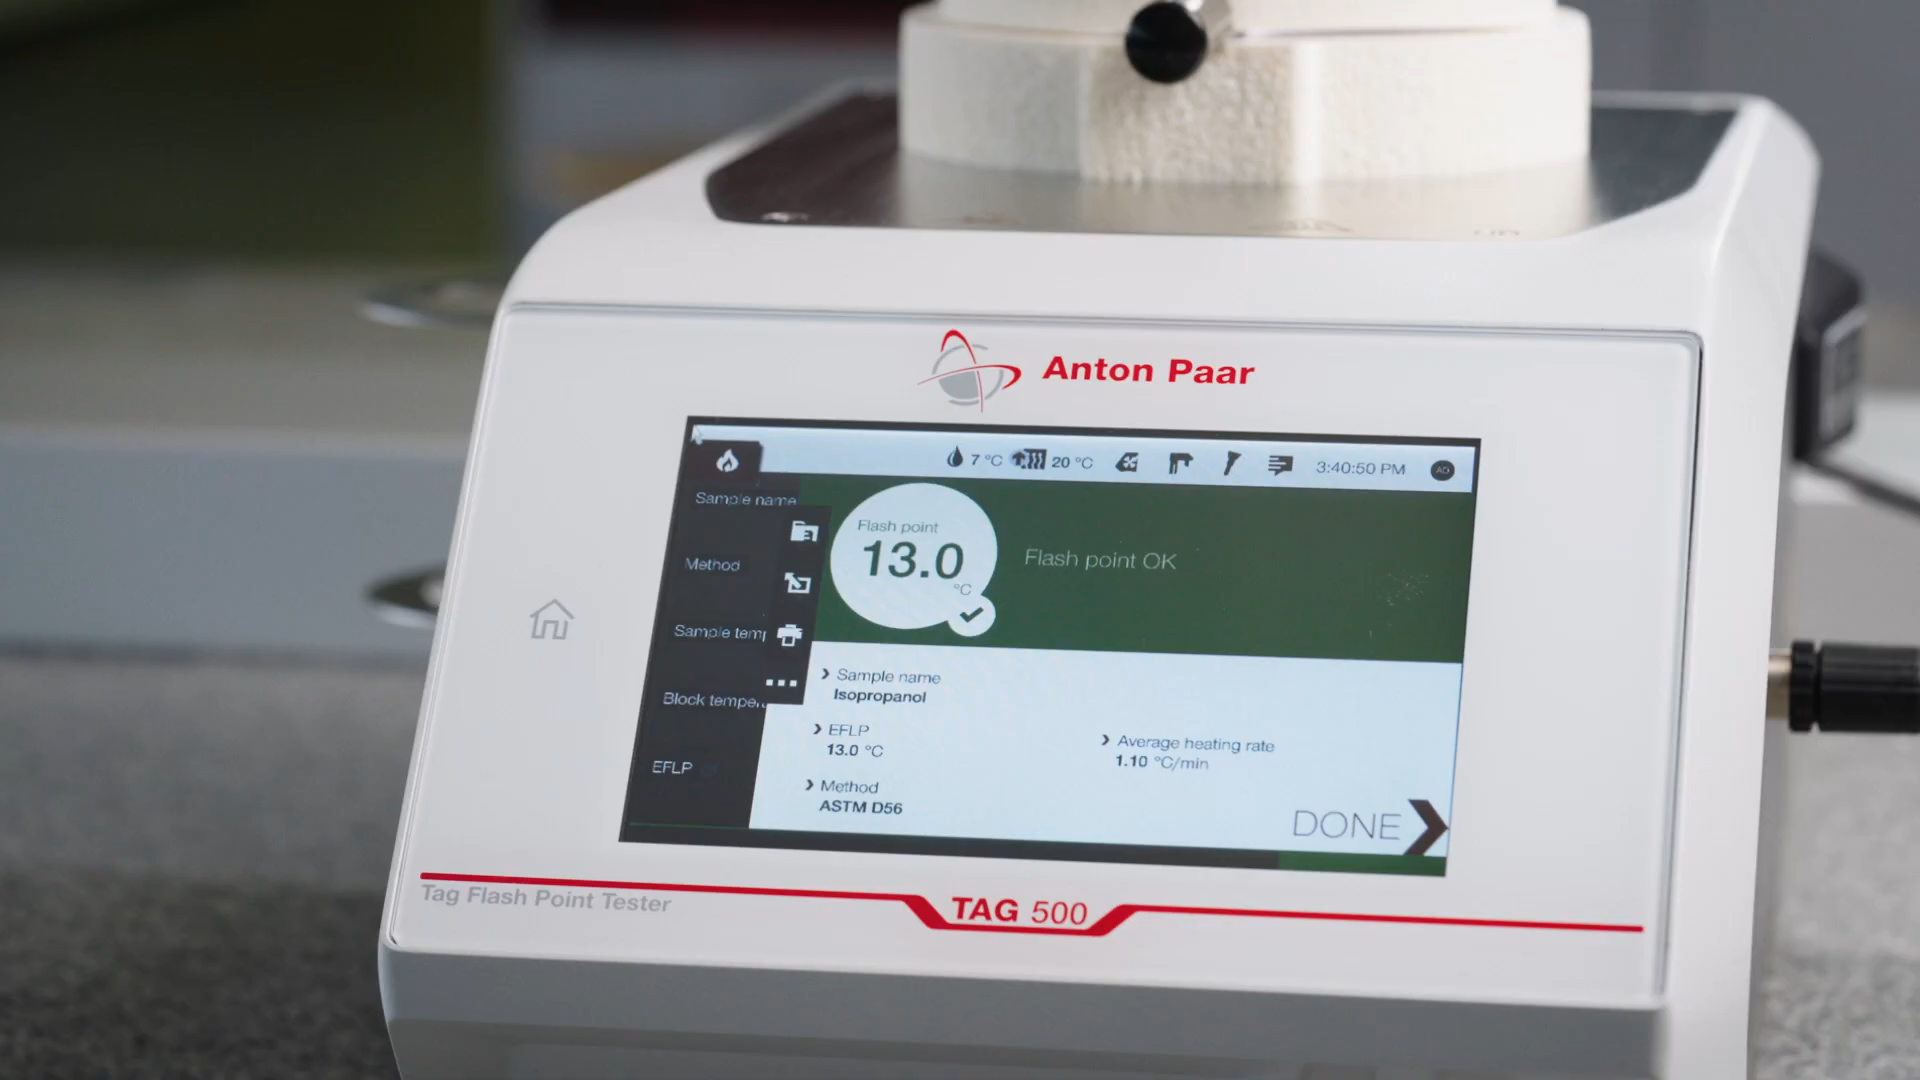 Anton Paar
7 °C 20 °C 3:40:50 PM AD
Sample name
Method
Sample temp
Block temper
EFLP
Flash point
13.0
°C
Flash point OK
Sample name
Isopropanol
EFLP
13.0 °C
Average heating rate
1.10 °C/min
Method
ASTM D56
DONE
Tag Flash Point Tester
TAG 500